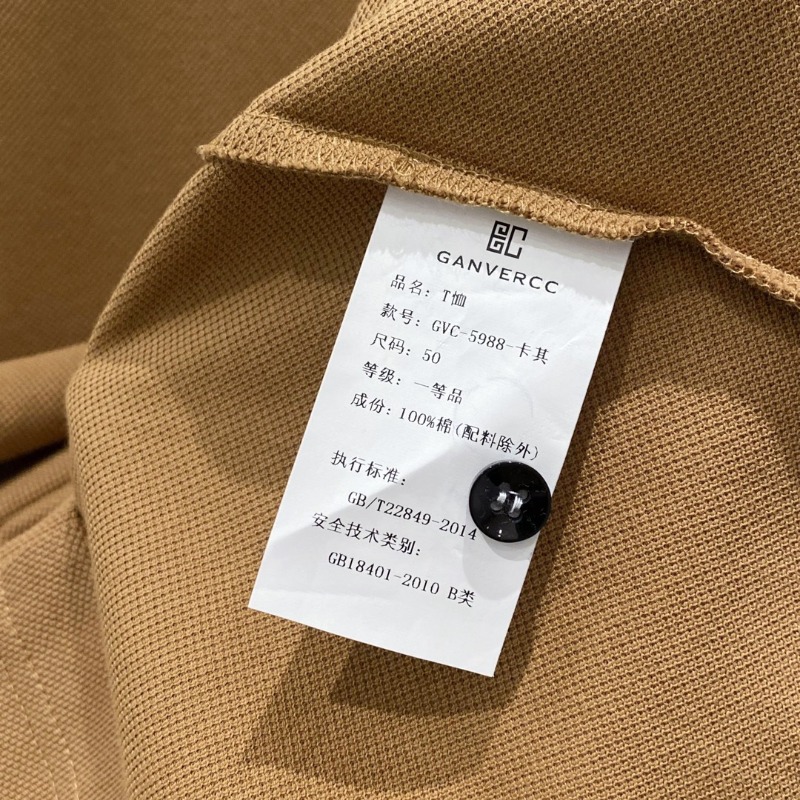 GANVERCC
品名: T恤
款号: GVC-5988-卡其
尺码: 50
等级: 一等品
成份: 100%棉(配料除外)
执行标准:
GB/T22849-2014
安全技术类别:
GB18401-2010 B类